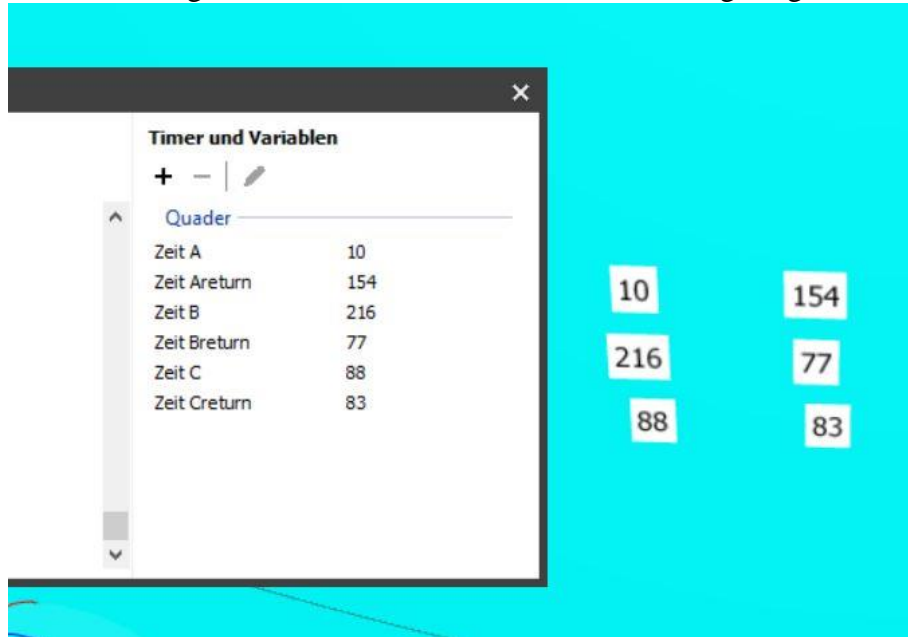 Timer und Variablen
Quader
Zeit A 10
Zeit Areturn 154
Zeit B 216
Zeit Breturn 77
Zeit C 88
Zeit Creturn 83
10 154
216 77
88 83